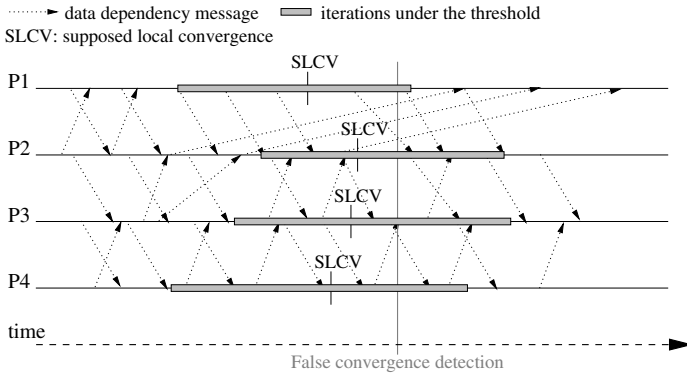 data dependency message iterations under the threshold
SLCV: supposed local convergence
SLCV
P1
SLCV
P2
SLCV
P3
SLCV
P4
time
False convergence detection